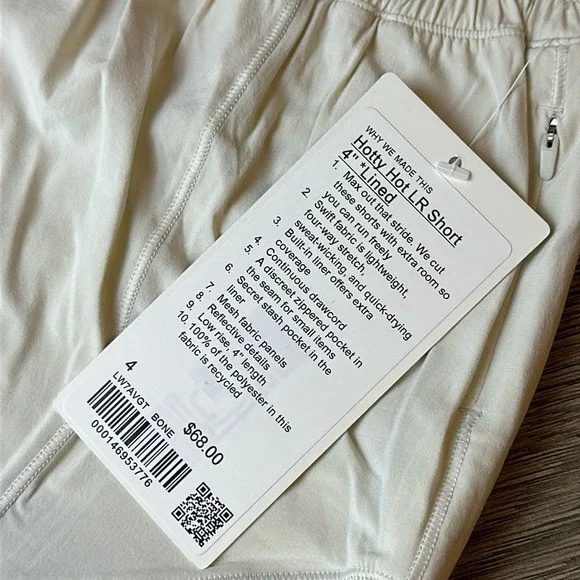 WHY WE MADE THIS
Hotty Hot LR Short
4" *Lined
1 Max out that stride. We cut
these shorts with extra room so
you can run freely
2 Swift fabric is lightweight,
four-way stretch,
sweat-wicking, and quick-drying
3. Built-in liner offers extra
coverage
4. Continuous drawcord
5. A discreet zippered pocket in
the seam for small items
6. Secret stash pocket in the
liner
7. Mesh fabric panels
8. Reflective details
9. Low rise, 4" length
10. 100% of the polyester in this
fabric is recycled
4
LW7AVGT BONE
000146953776
$68.00